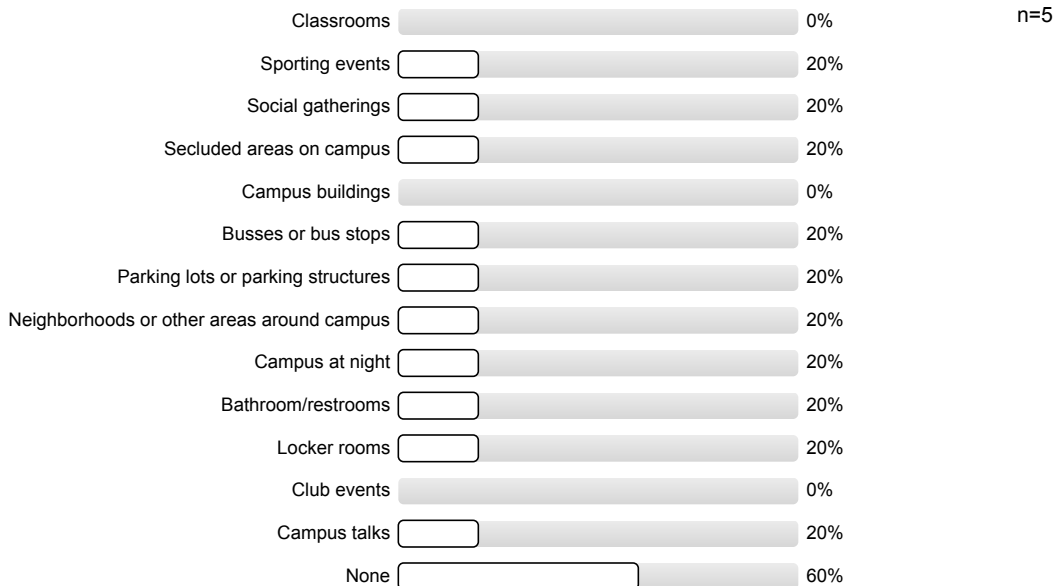 n=5
Classrooms 0%
Sporting events 20%
Social gatherings 20%
Secluded areas on campus 20%
Campus buildings 0%
Busses or bus stops 20%
Parking lots or parking structures 20%
Neighborhoods or other areas around campus 20%
Campus at night 20%
Bathroom/restrooms 20%
Locker rooms 20%
Club events 0%
Campus talks 20%
None 60%